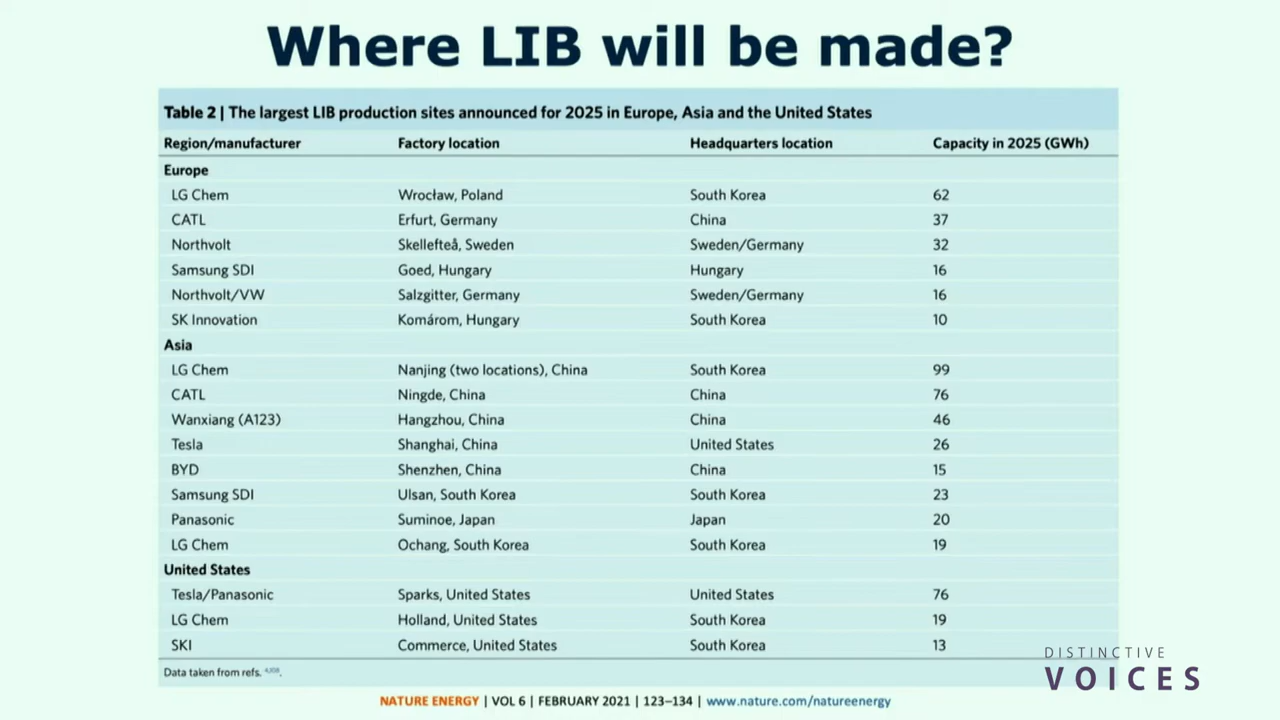 Where LIB will be made?
Table 2 | The largest LIB production sites announced for 2025 in Europe, Asia and the United States
Region/manufacturer Factory location Headquarters location Capacity in 2025 (GWh)
Europe
LG Chem Wrocław, Poland South Korea 62
CATL Erfurt, Germany China 37
Northvolt Skellefteå, Sweden Sweden/Germany 32
Samsung SDI Goed, Hungary Hungary 16
Northvolt/VW Salzgitter, Germany Sweden/Germany 16
SK Innovation Komárom, Hungary South Korea 10
Asia
LG Chem Nanjing (two locations), China South Korea 99
CATL Ningde, China China 76
Wanxiang (A123) Hangzhou, China China 46
Tesla Shanghai, China United States 26
BYD Shenzhen, China China 15
Samsung SDI Ulsan, South Korea South Korea 23
Panasonic Suminoe, Japan Japan 20
LG Chem Ochang, South Korea South Korea 19
United States
Tesla/Panasonic Sparks, United States United States 76
LG Chem Holland, United States South Korea 19
SKI Commerce, United States South Korea 13
Data taken from refs.
DISTINCTIVE
VOICES
NATURE ENERGY | VOL 6 | FEBRUARY 2021 | 123–134 | www.nature.com/natureenergy